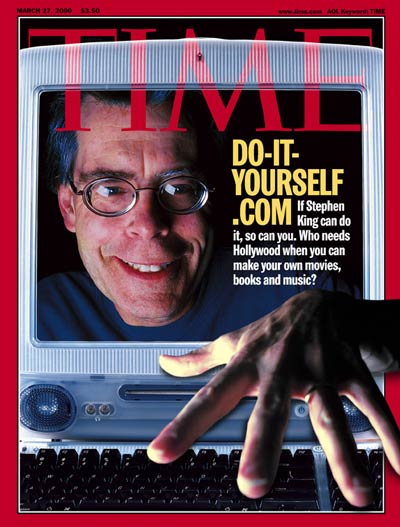 MARCH 27, 2000 $3.50
www.time.com AOL Keyword: TIME
TIME
DO-IT-
YOURSELF
.COM If Stephen
King can do
it, so can you. Who needs
Hollywood when you can
make your own movies,
books and music?